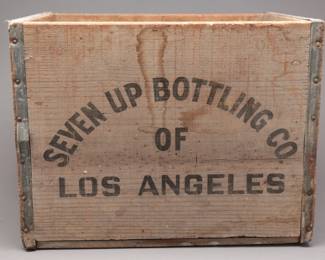 SEVEN UP BOTTLING CO.
OF
LOS ANGELES